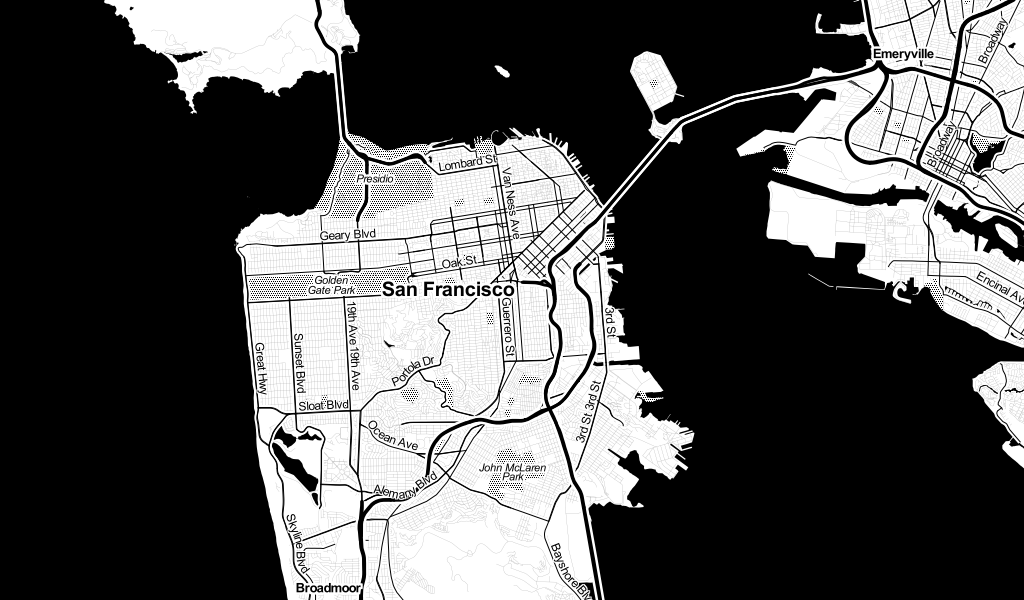 Emeryville
Broadway
Broadway
Lombard St
Van Ness Ave
Presidio
Geary Blvd
Oak St
Golden
Gate Park
San Francisco
Encinal Av
19th Ave 19th Ave
Guerrero St
3rd St
Sunset Blvd
Great Hwy
Portola Dr
Sloat Blvd
3rd St 3rd St
Ocean Ave
John McLaren
Park
Alemany Blvd
Skyline Blvd
Bayshore Blv
Broadmoor